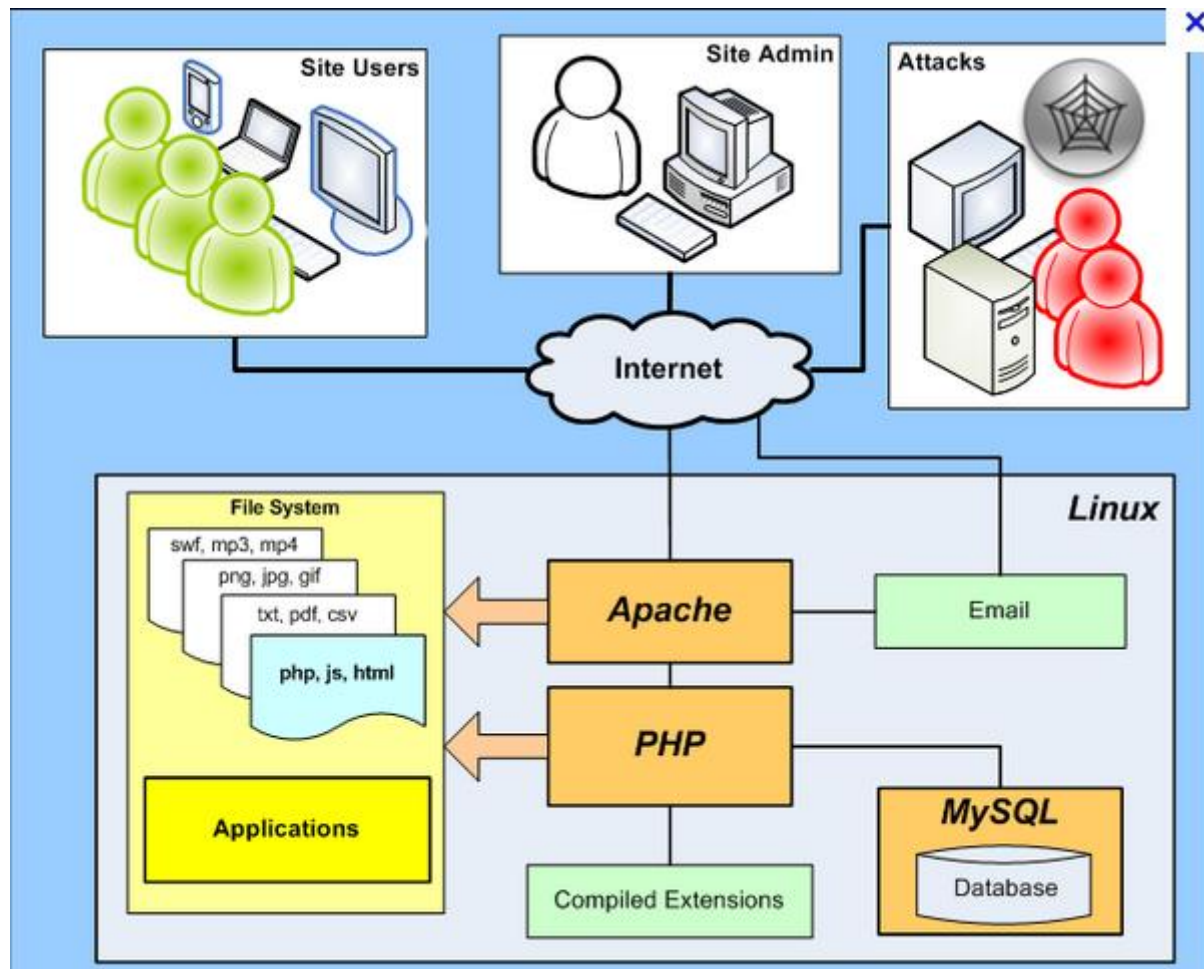 Site Users
Site Admin
Attacks
Internet
Linux
File System
swf, mp3, mp4
png, jpg, gif
txt, pdf, csv
php, js, html
Applications
Apache
Email
PHP
MySQL
Database
Compiled Extensions